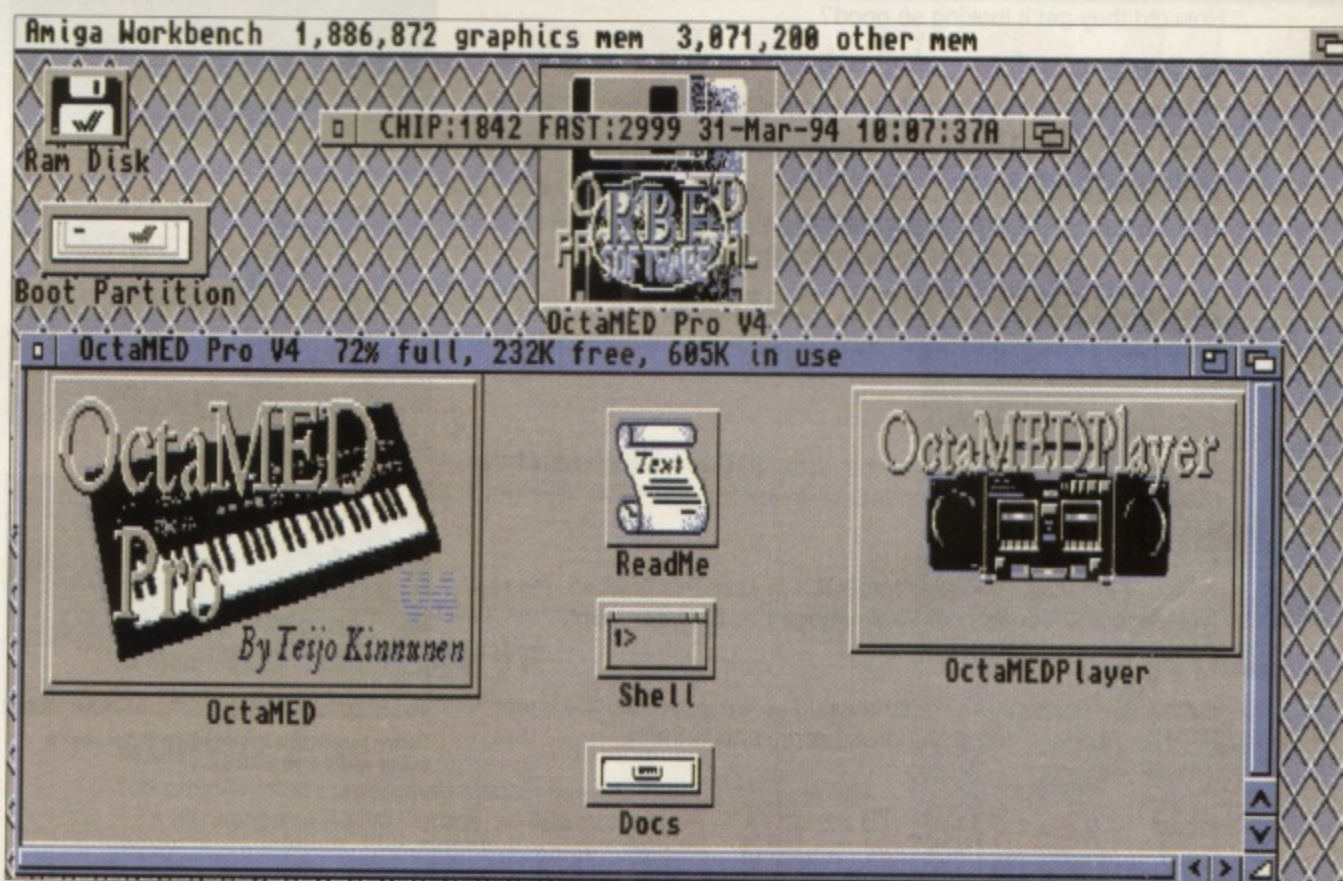 Amiga Workbench 1,886,872 graphics mem 3,071,200 other mem
CHIP:1842 FAST:2999 31-Mar-94 10:07:37A
Ram Disk
RBF
SOFTWARE
Boot Partition
OctaMED Pro V4
OctaMED Pro V4 72% full, 232K free, 605K in use
OctaMED
Pro
V4
By Teijo Kinnunen
OctaMED
Text
ReadMe
1>
Shell
Docs
OctaMEDPlayer
OctaMEDPlayer